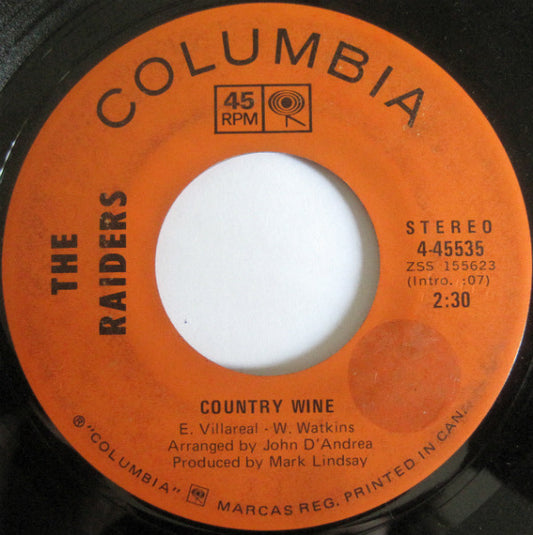 COLUMBIA
45
RPM
THE
RAIDERS
STEREO
4-45535
ZSS 155623
(Intro. :07)
2:30
COUNTRY WINE
E. Villareal - W. Watkins
Arranged by John D'Andrea
Produced by Mark Lindsay
® "COLUMBIA" MARCAS REG. PRINTED IN CAN.